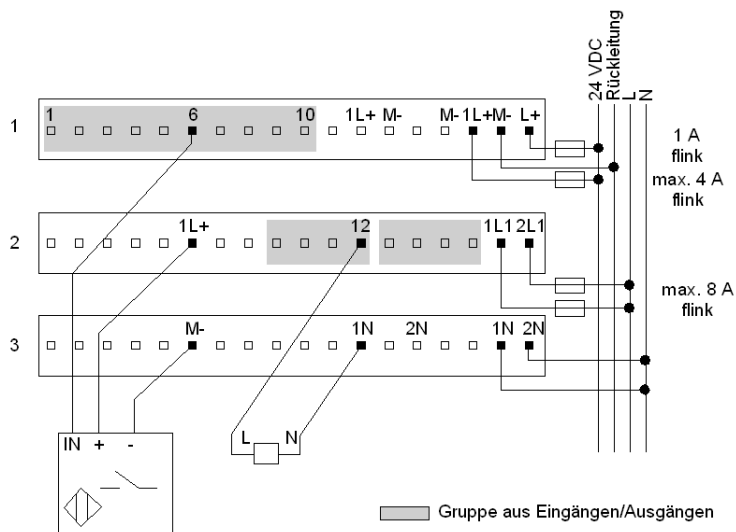 24 VDC
Rückleitung
L
N
1
1 6 10 1L+ M- M- 1L+ M- L+
1 A
flink
max. 4 A
flink
2
1L+ 12 1L1 2L1
max. 8 A
flink
3
M- 1N 2N 1N 2N
IN + -
L N
Gruppe aus Eingängen/Ausgängen